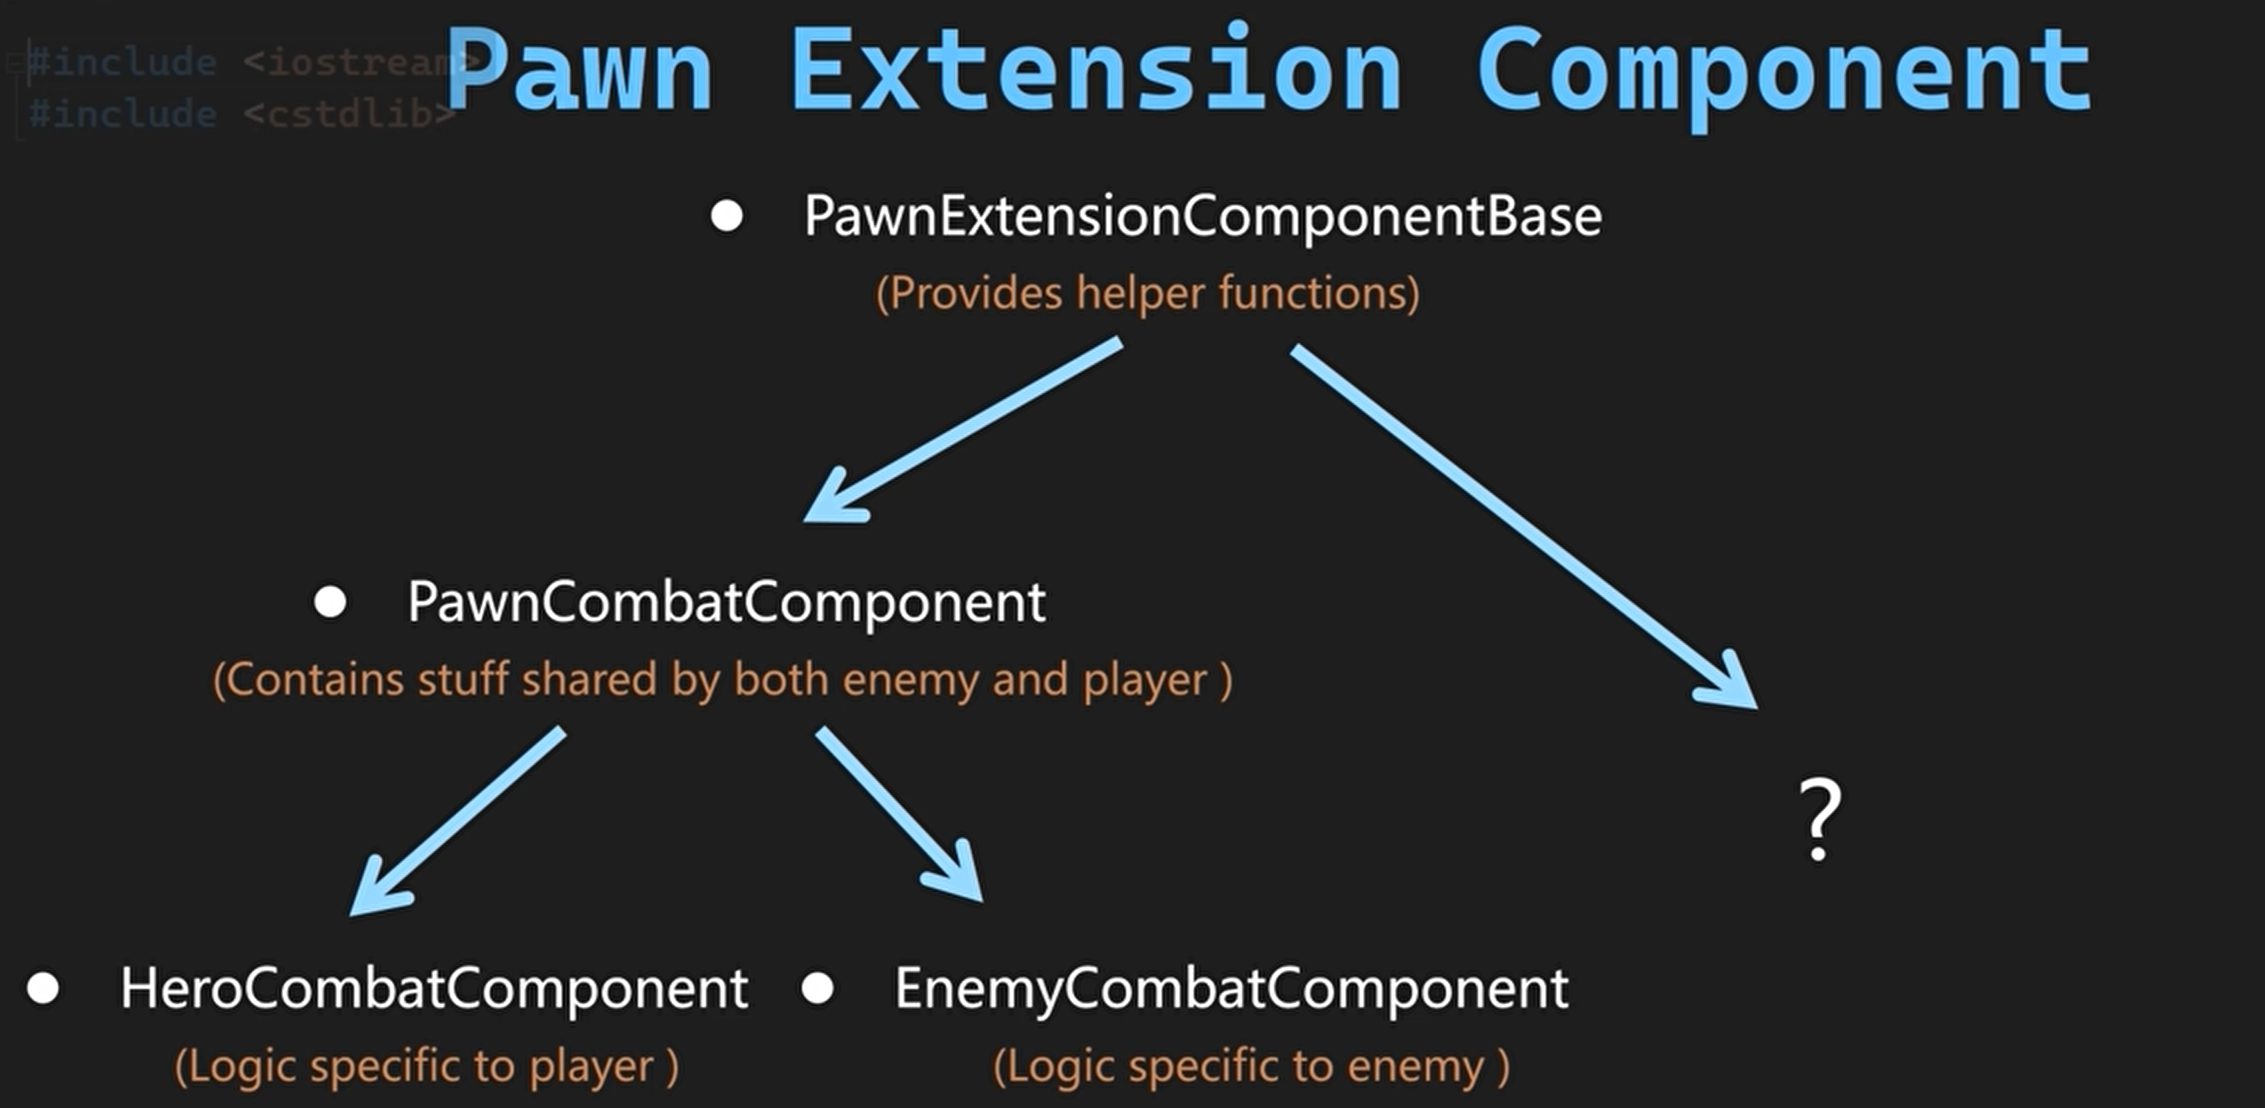 #include <iostream>
#include <cstdlib>
Pawn Extension Component
● PawnExtensionComponentBase
(Provides helper functions)
● PawnCombatComponent
(Contains stuff shared by both enemy and player )
?
● HeroCombatComponent
● EnemyCombatComponent
(Logic specific to player )
(Logic specific to enemy )